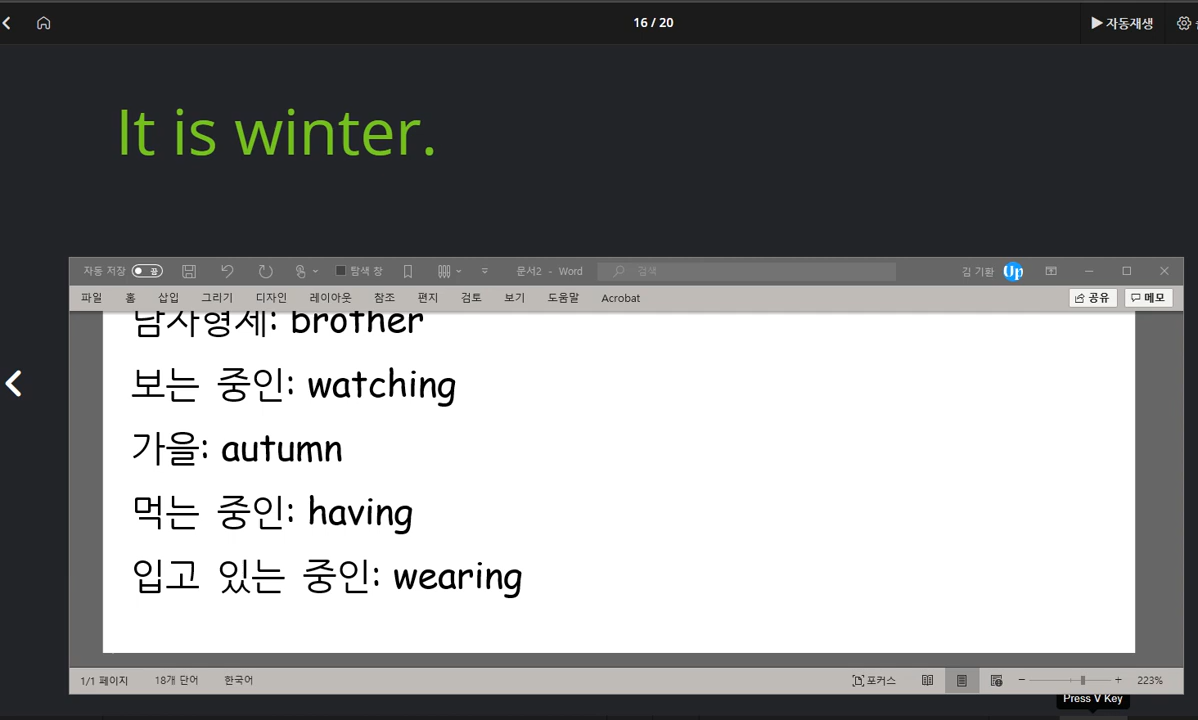 16 / 20
▶ 자동재생
It is winter.
자동 저장 끔
탐색 창
문서2 - Word
검색
김 기환
Up
파일 홈 삽입 그리기 디자인 레이아웃 참조 편지 검토 보기 도움말 Acrobat
공유 메모
남자형제: brother
보는 중인: watching
가을: autumn
먹는 중인: having
입고 있는 중인: wearing
1/1 페이지 18개 단어 한국어
포커스
- + 223%
Press V Key